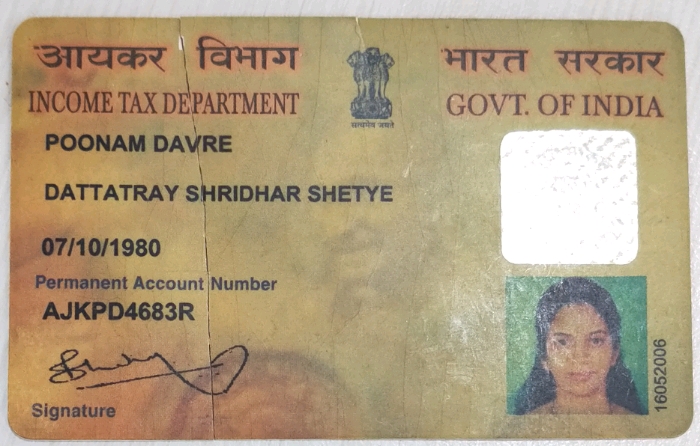 आयकर विभाग
INCOME TAX DEPARTMENT
भारत सरकार
GOVT. OF INDIA
सत्यमेव जयते
POONAM DAVRE
DATTATRAY SHRIDHAR SHETYE
07/10/1980
Permanent Account Number
AJKPD4683R
Signature
16052006